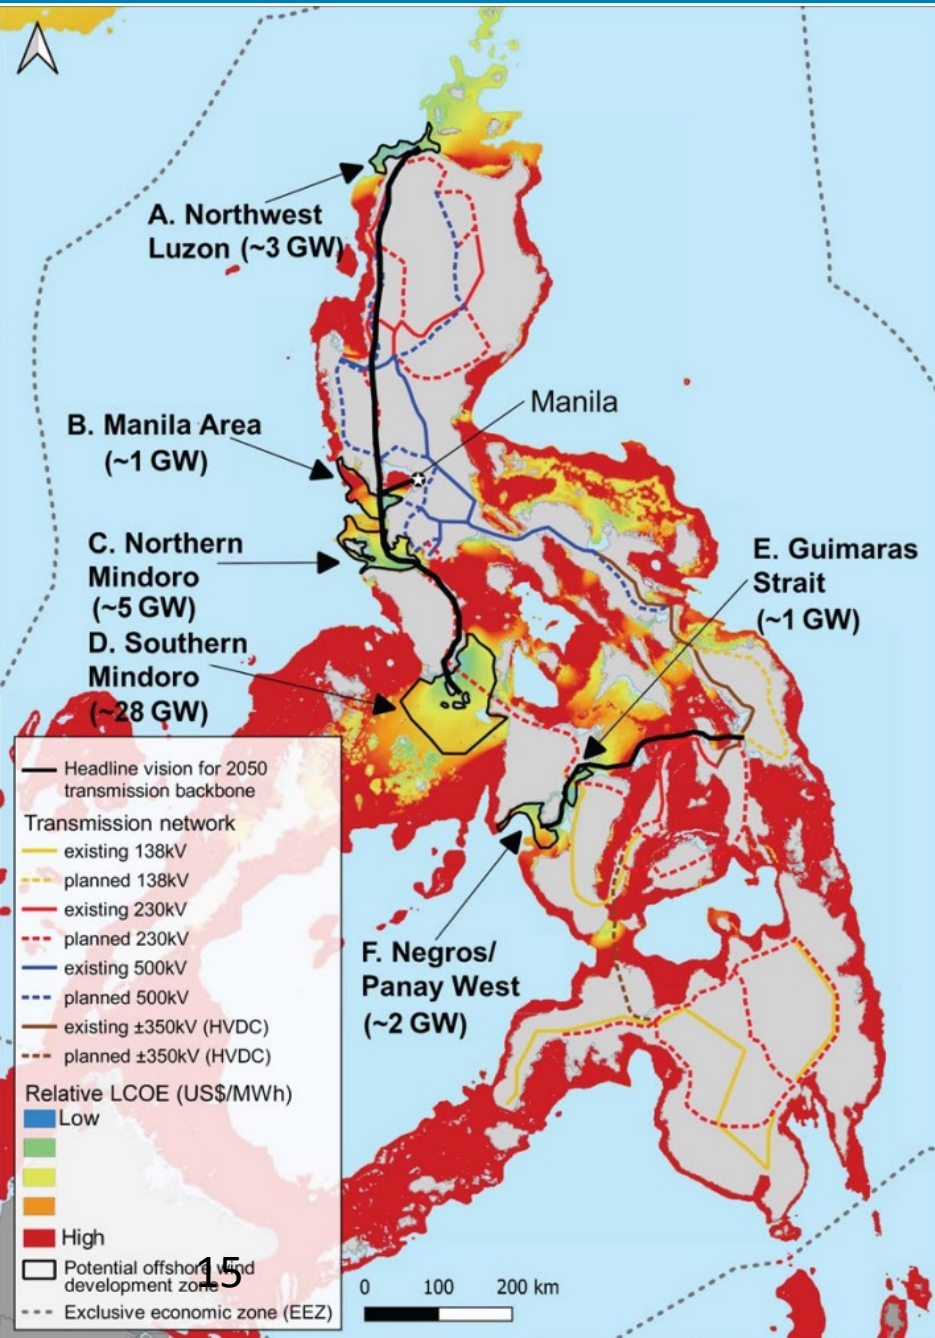 A. Northwest
Luzon (~3 GW)
Manila
B. Manila Area
(~1 GW)
C. Northern
Mindoro
(~5 GW)
E. Guimaras
Strait
(~1 GW)
D. Southern
Mindoro
(~28 GW)
F. Negros/
Panay West
(~2 GW)
Headline vision for 2050
transmission backbone
Transmission network
existing 138kV
planned 138kV
existing 230kV
planned 230kV
existing 500kV
planned 500kV
existing ±350kV (HVDC)
planned ±350kV (HVDC)
Relative LCOE (US$/MWh)
Low
High
Potential offshore wind
development zone
15
Exclusive economic zone (EEZ)
0 100 200 km